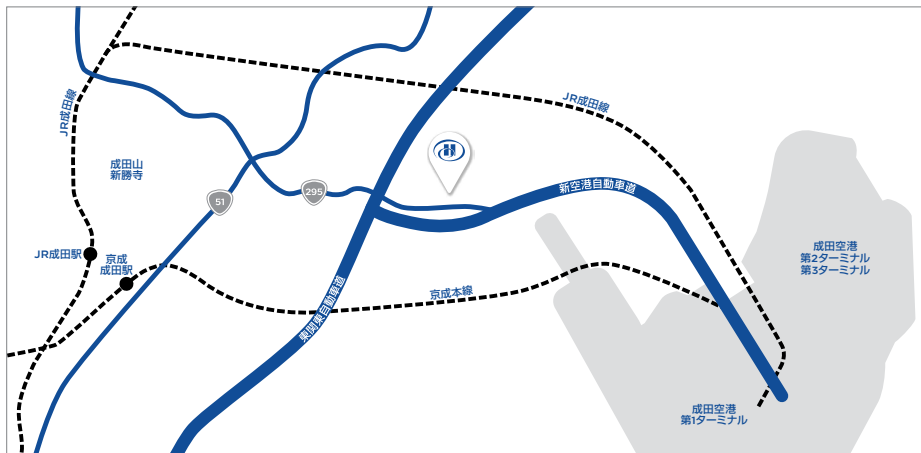 JR成田線
JR成田線
成田山
新勝寺
51
295
新空港自動車道
成田空港
第2ターミナル
第3ターミナル
JR成田駅
京成
成田駅
京成本線
東関東自動車道
成田空港
第1ターミナル
H